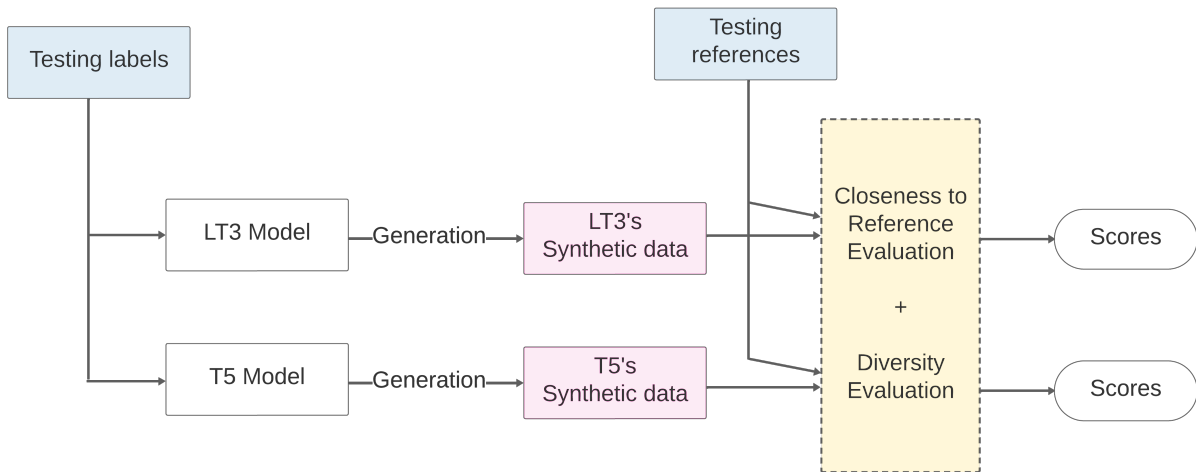 Testing labels
Testing
references
LT3 Model
Generation
LT3's
Synthetic data
Closeness to
Reference
Evaluation
+
Diversity
Evaluation
Scores
T5 Model
Generation
T5's
Synthetic data
Scores